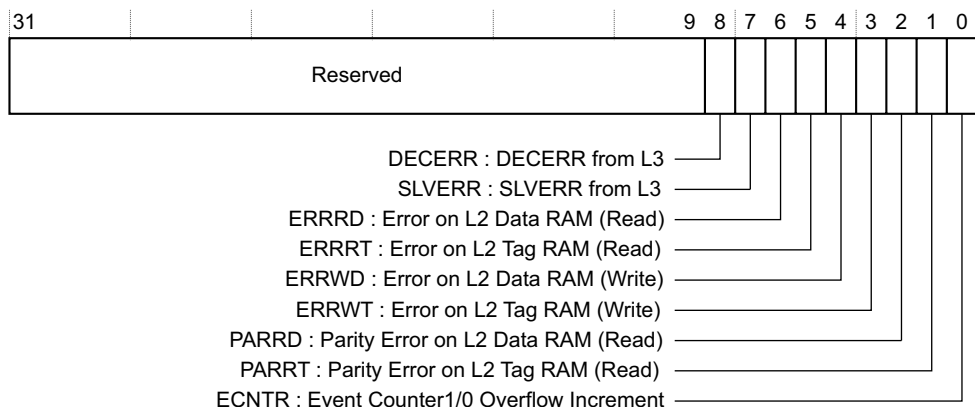 31 9 8 7 6 5 4 3 2 1 0
Reserved
DECERR : DECERR from L3
SLVERR : SLVERR from L3
ERRRD : Error on L2 Data RAM (Read)
ERRRT : Error on L2 Tag RAM (Read)
ERRWD : Error on L2 Data RAM (Write)
ERRWT : Error on L2 Tag RAM (Write)
PARRD : Parity Error on L2 Data RAM (Read)
PARRT : Parity Error on L2 Tag RAM (Read)
ECNTR : Event Counter1/0 Overflow Increment